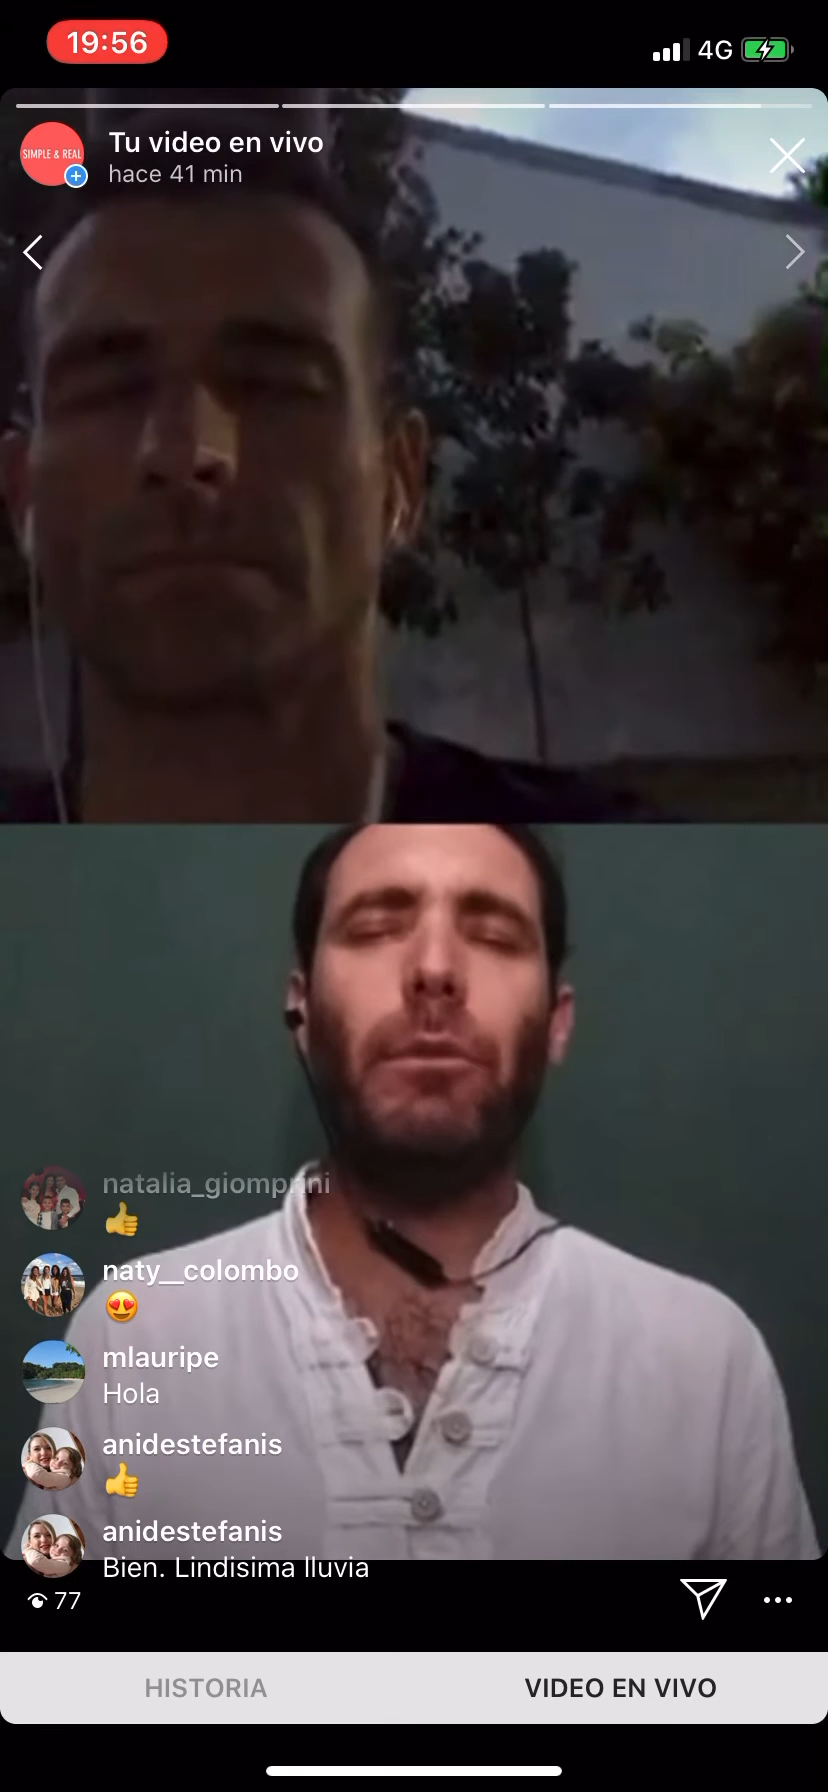 19:56
4G
SIMPLE & REAL
Tu video en vivo
hace 41 min
natalia_giomprini
👍
naty__colombo
😍
mlauripe
Hola
anidestefanis
👍
anidestefanis
Bien. Lindisima lluvia
77
HISTORIA
VIDEO EN VIVO